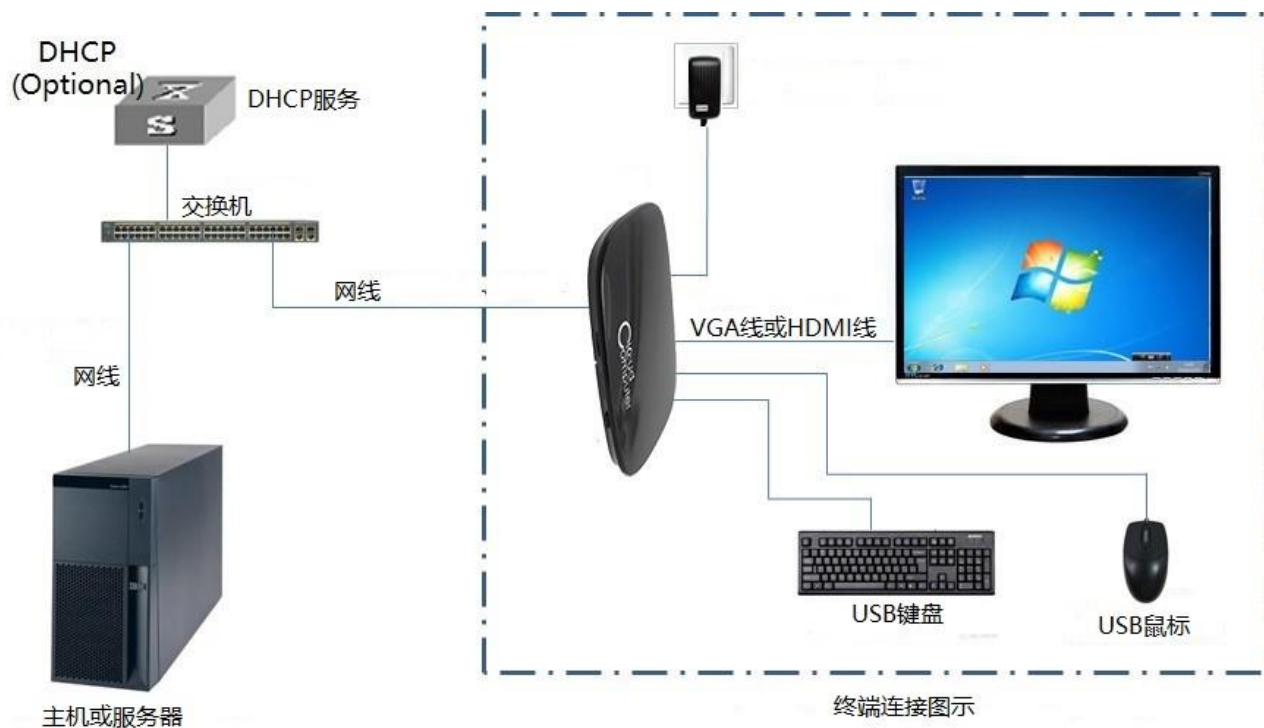 DHCP
(Optional)
DHCP服务
交换机
网线
网线
主机或服务器
Cloud
Computer
VGA线或HDMI线
USB键盘
USB鼠标
终端连接图示